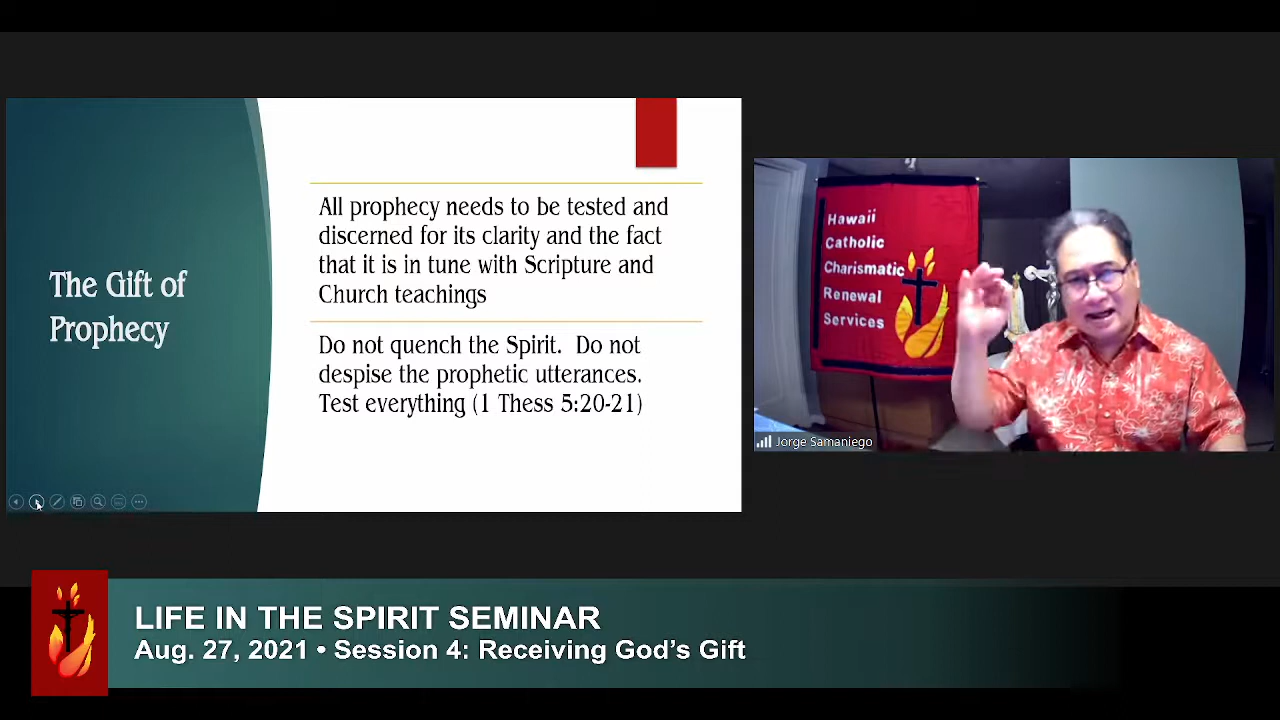 The Gift of
Prophecy
All prophecy needs to be tested and
discerned for its clarity and the fact
that it is in tune with Scripture and
Church teachings
Do not quench the Spirit.  Do not
despise the prophetic utterances.
Test everything (1 Thess 5:20-21)
Hawaii
Catholic
Charismatic
Renewal
Services
Jorge Samaniego
LIFE IN THE SPIRIT SEMINAR
Aug. 27, 2021 • Session 4: Receiving God’s Gift